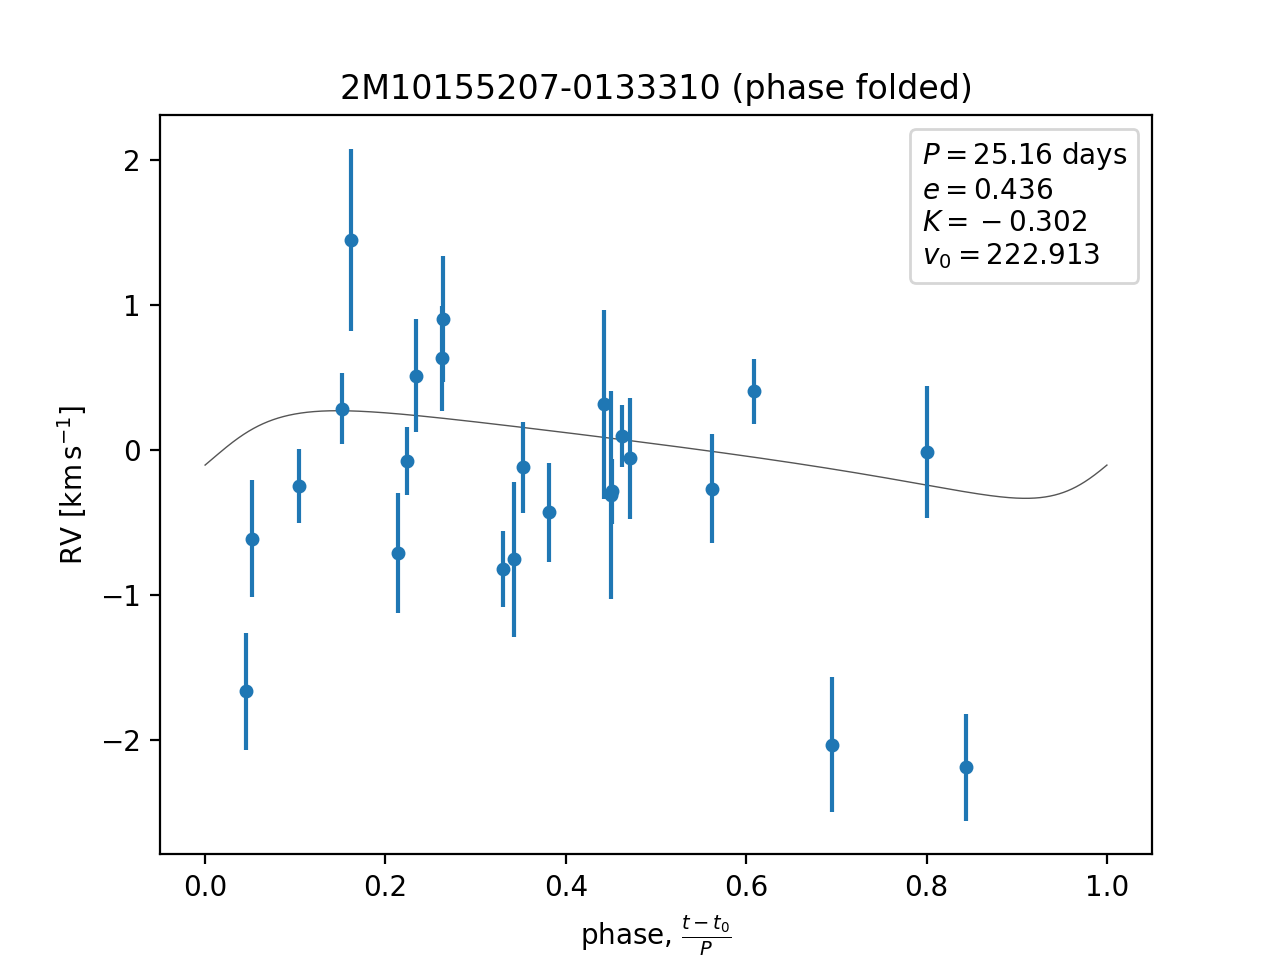 2M10155207-0133310 (phase folded)
P = 25.16 days
e = 0.436
K = −0.302
v₀ = 222.913
RV [km s⁻¹]
2
1
0
−1
−2
0.0 0.2 0.4 0.6 0.8 1.0
phase, (t − t₀)/P